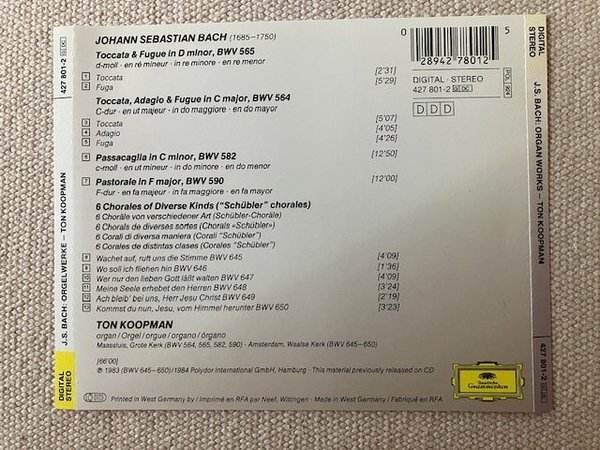 JOHANN SEBASTIAN BACH (1685–1750)
Toccata & Fugue in D minor, BWV 565
d-moll · en ré mineur · in re minore · en re menor
1 Toccata [2'31]
2 Fuga [5'29]
Toccata, Adagio & Fugue in C major, BWV 564
C-dur · en ut majeur · in do maggiore · en do mayor
3 Toccata [5'07]
4 Adagio [4'05]
5 Fuga [4'26]
6 Passacaglia in C minor, BWV 582 [12'50]
c-moll · en ut mineur · in do minore · en do menor
7 Pastorale in F major, BWV 590 [12'00]
F-dur · en fa majeur · in fa maggiore · en fa mayor
6 Chorales of Diverse Kinds ("Schübler" chorales)
6 Choräle von verschiedener Art (Schübler-Choräle)
6 Chorals de diverses sortes (Chorals «Schübler»)
6 Corali di diversa maniera (Corali "Schübler")
6 Corales de distintas clases (Corales "Schübler")
8 Wachet auf, ruft uns die Stimme BWV 645 [4'09]
9 Wo soll ich fliehen hin BWV 646 [1'36]
10 Wer nur den lieben Gott läßt walten BWV 647 [4'09]
11 Meine Seele erhebet den Herren BWV 648 [3'24]
12 Ach bleib' bei uns, Herr Jesu Christ BWV 649 [2'19]
13 Kommst du nun, Jesu, vom Himmel herunter BWV 650 [3'23]
TON KOOPMAN
organ / Orgel / orgue / organo / órgano
Maassluis, Grote Kerk (BWV 564, 565, 582, 590) · Amsterdam, Waalse Kerk (BWV 645–650)
[66'00]
℗ 1983 (BWV 645–650)/1984 Polydor International GmbH, Hamburg · This material previously released on CD
Printed in West Germany by / Imprimé en RFA par Neef, Wittingen · Made in West Germany / Fabriqué en RFA
0 28942 78012 5
DIGITAL · STEREO
427 801-2 GH
POL 924
DDD
Deutsche Grammophon
427 801-2
J.S. BACH: ORGELWERKE – TON KOOPMAN
DIGITAL STEREO
DIGITAL STEREO
J.S. BACH: ORGAN WORKS – TON KOOPMAN
427 801-2